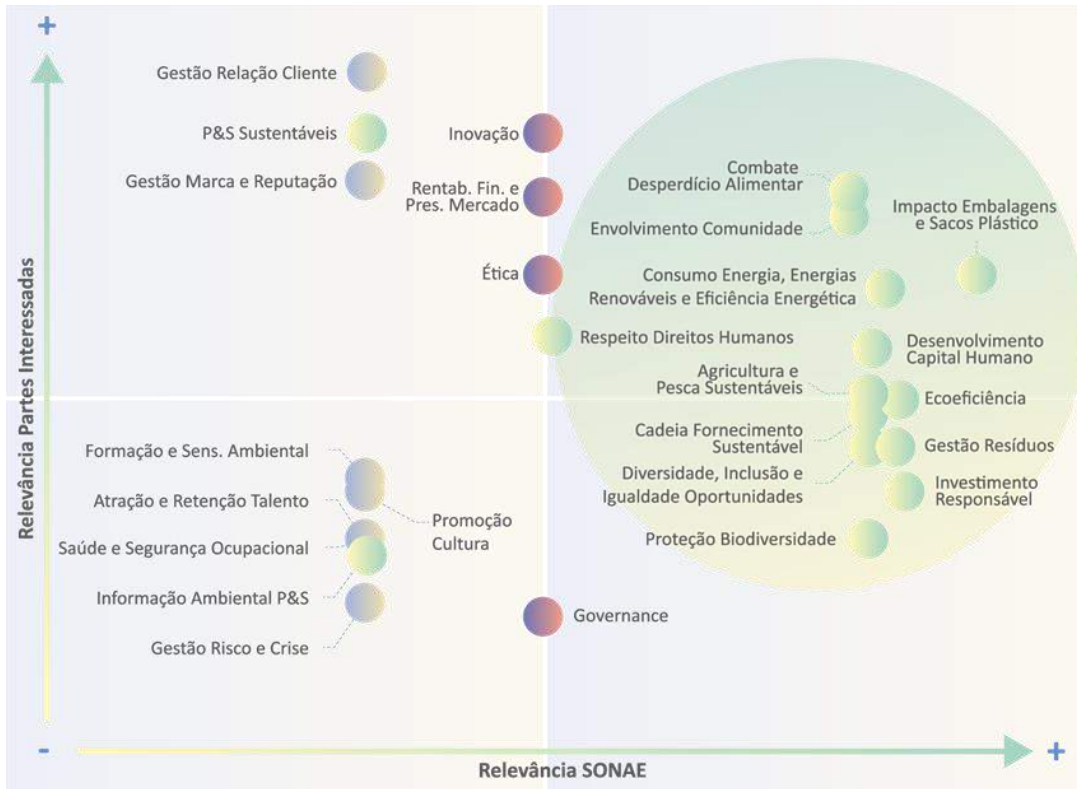 +
Gestão Relação Cliente
P&S Sustentáveis
Inovação
Gestão Marca e Reputação
Rentab. Fin. e
Pres. Mercado
Ética
Combate
Desperdício Alimentar
Envolvimento Comunidade
Impacto Embalagens
e Sacos Plástico
Consumo Energia, Energias
Renováveis e Eficiência Energética
Respeito Direitos Humanos
Desenvolvimento
Capital Humano
Agricultura e
Pesca Sustentáveis
Ecoeficiência
Cadeia Fornecimento
Sustentável
Gestão Resíduos
Diversidade, Inclusão e
Igualdade Oportunidades
Investimento
Responsável
Proteção Biodiversidade
Formação e Sens. Ambiental
Atração e Retenção Talento
Promoção
Cultura
Saúde e Segurança Ocupacional
Informação Ambiental P&S
Gestão Risco e Crise
Governance
Relevância Partes Interessadas
-
+
Relevância SONAE